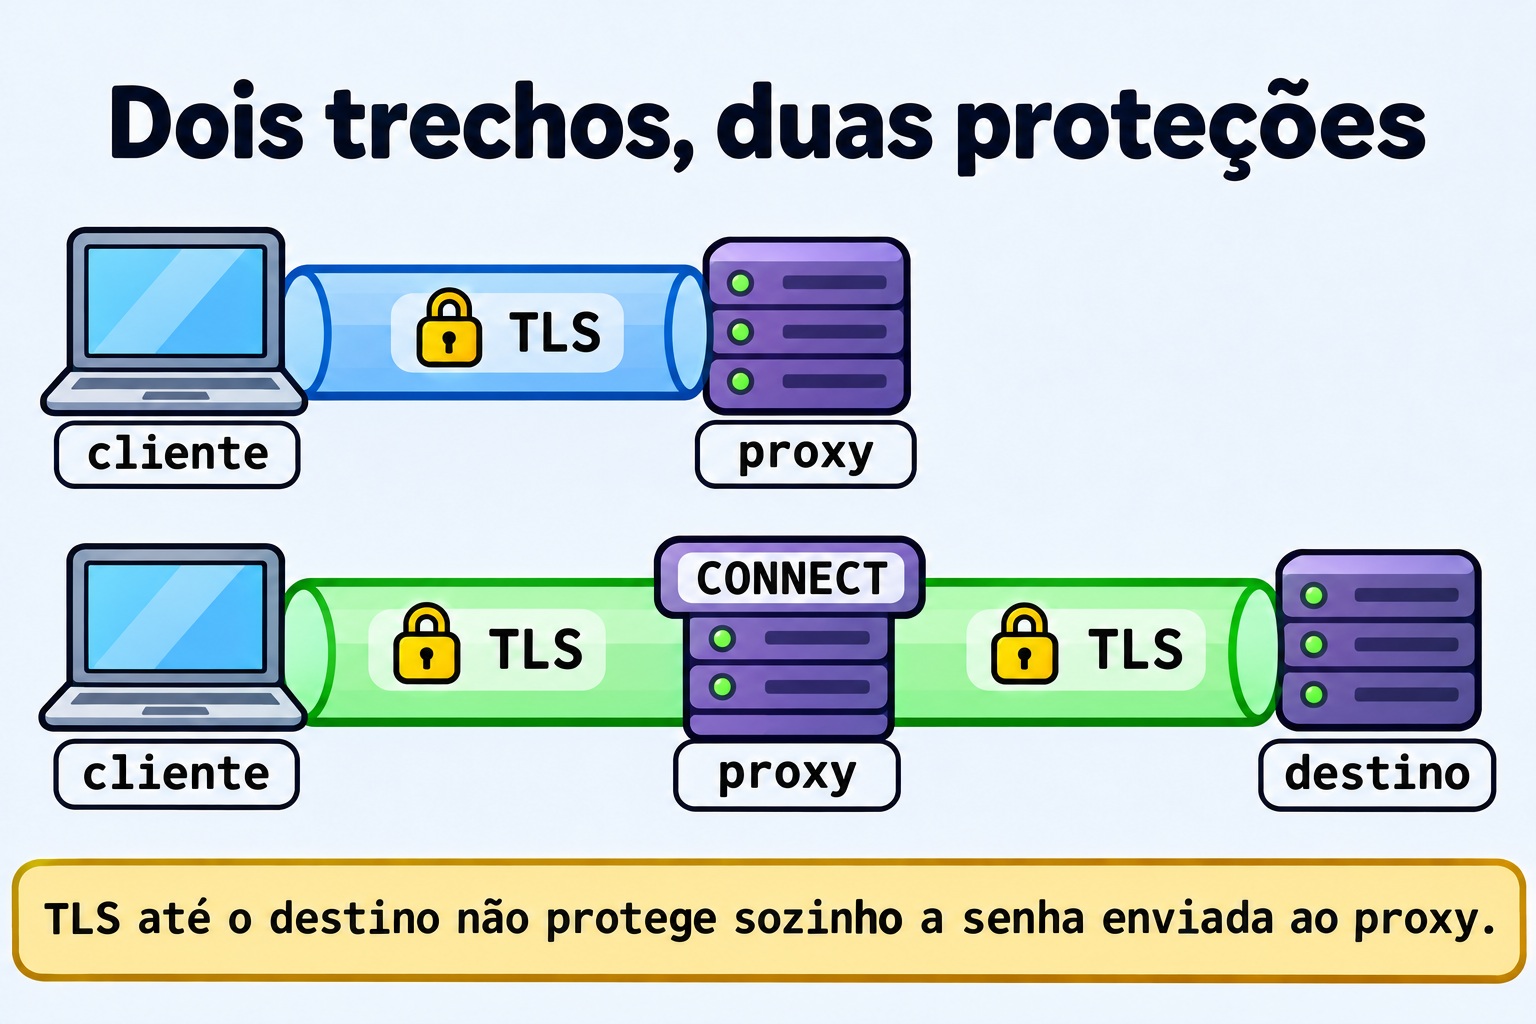 Dois trechos, duas proteções
TLS
cliente
proxy
CONNECT
TLS
TLS
cliente
proxy
destino
TLS até o destino não protege sozinho a senha enviada ao proxy.